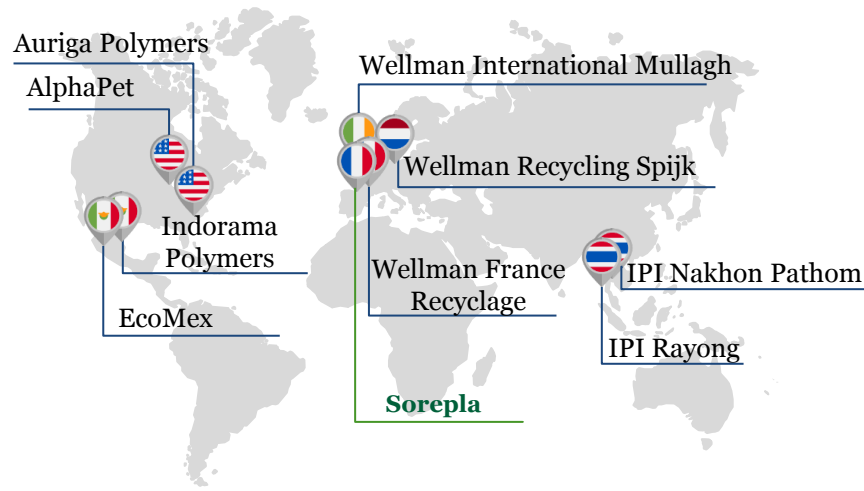 Auriga Polymers
AlphaPet
Wellman International Mullagh
Wellman Recycling Spijk
Indorama
Polymers
EcoMex
Wellman France
Recyclage
IPI Nakhon Pathom
IPI Rayong
Sorepla